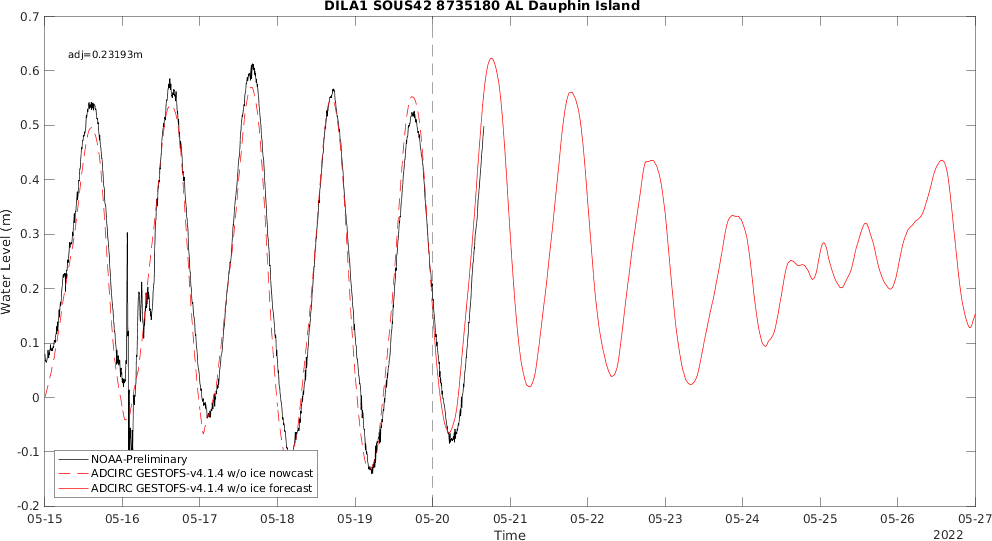 DILA1 SOUS42 8735180 AL Dauphin Island
adj=0.23193m
0.7
0.6
0.5
0.4
0.3
0.2
0.1
0
-0.1
-0.2
Water Level (m)
NOAA-Preliminary
ADCIRC GESTOFS-v4.1.4 w/o ice nowcast
ADCIRC GESTOFS-v4.1.4 w/o ice forecast
05-15 05-16 05-17 05-18 05-19 05-20 05-21 05-22 05-23 05-24 05-25 05-26 05-27
Time
2022